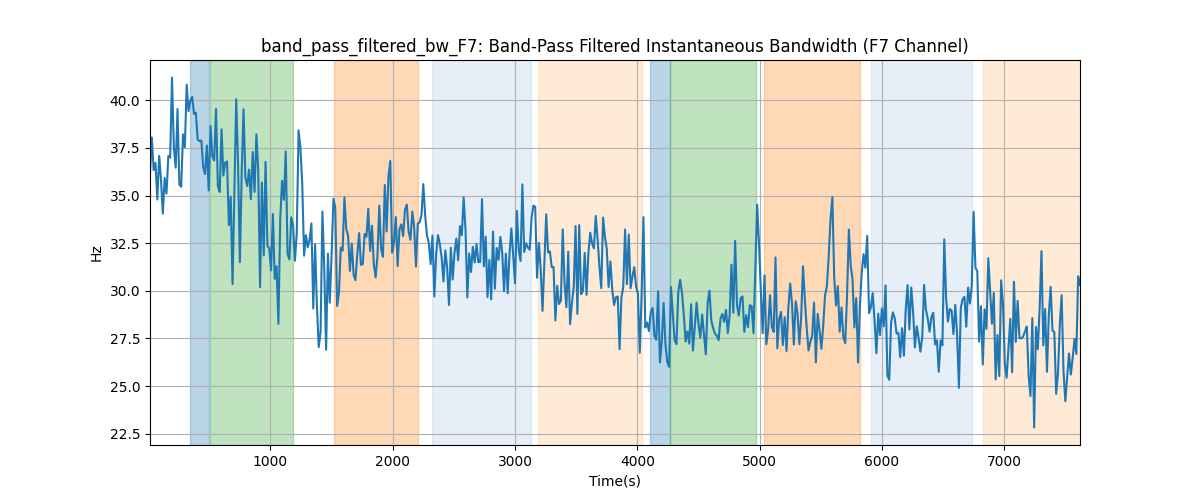 band_pass_filtered_bw_F7: Band-Pass Filtered Instantaneous Bandwidth (F7 Channel)
40.0
37.5
35.0
32.5
30.0
27.5
25.0
22.5
Hz
1000 2000 3000 4000 5000 6000 7000
Time(s)